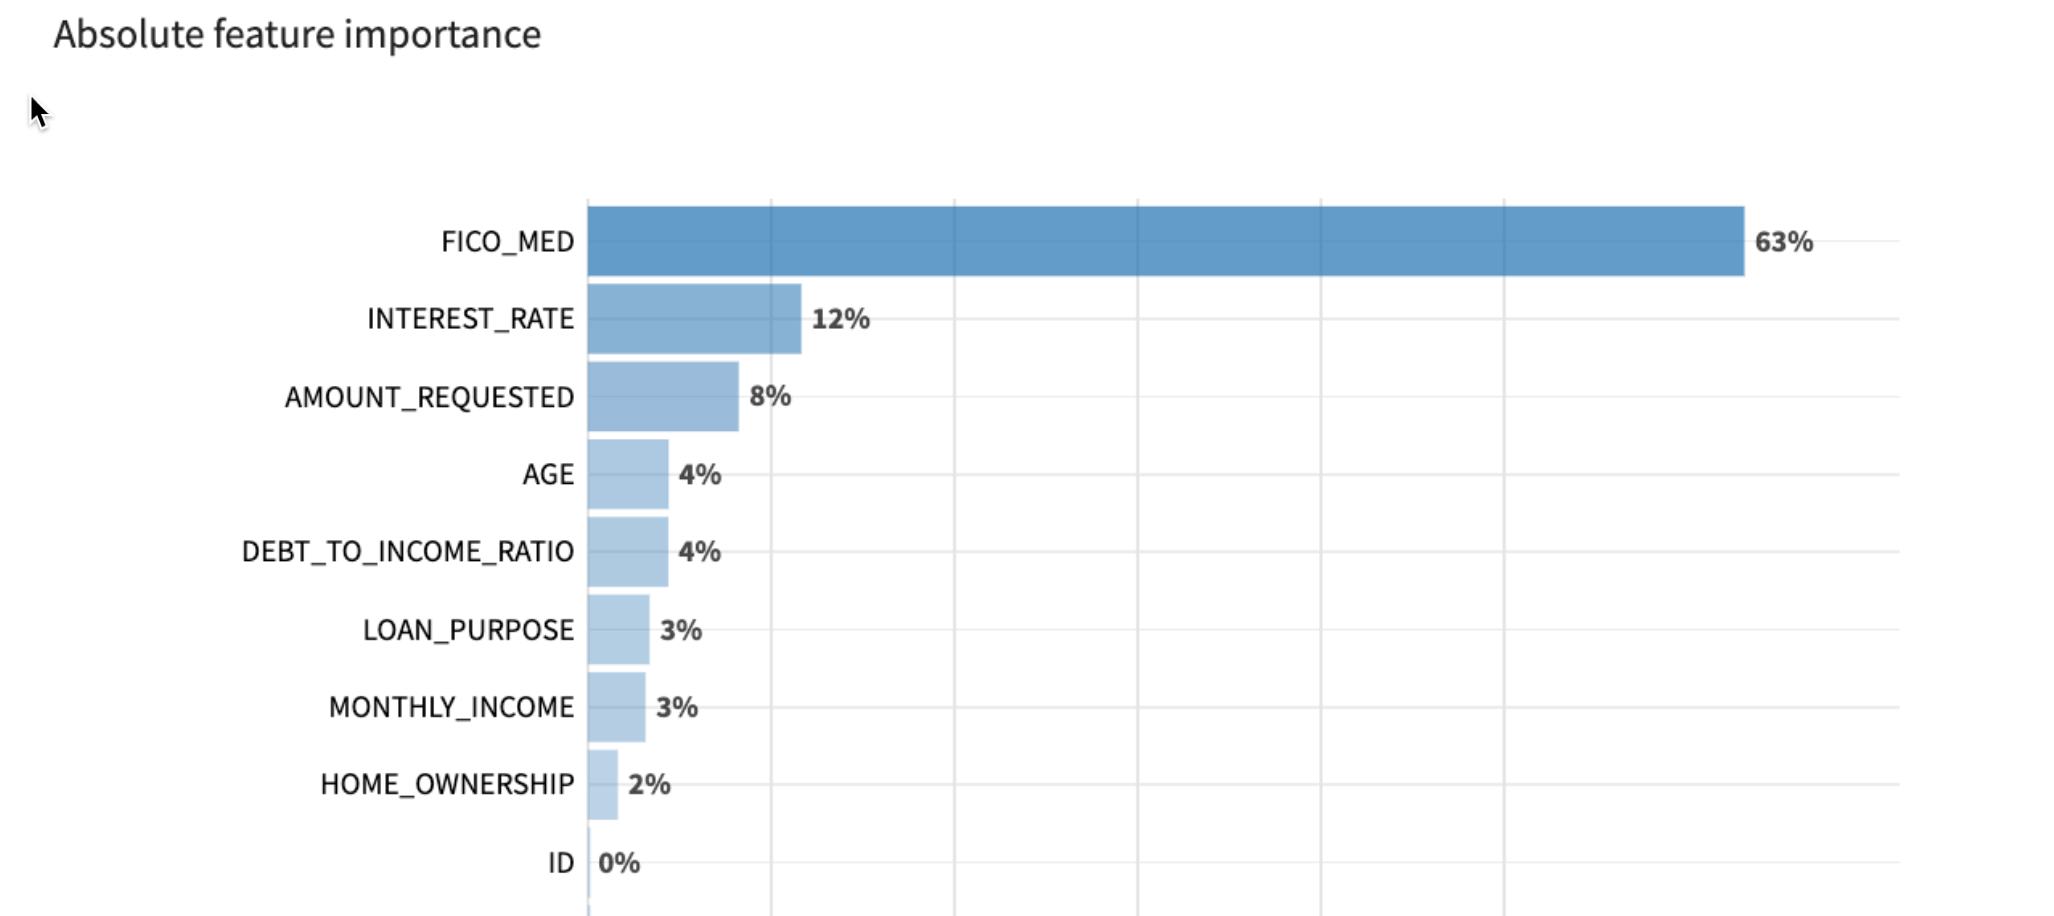 Absolute feature importance
FICO_MED 63%
INTEREST_RATE 12%
AMOUNT_REQUESTED 8%
AGE 4%
DEBT_TO_INCOME_RATIO 4%
LOAN_PURPOSE 3%
MONTHLY_INCOME 3%
HOME_OWNERSHIP 2%
ID 0%